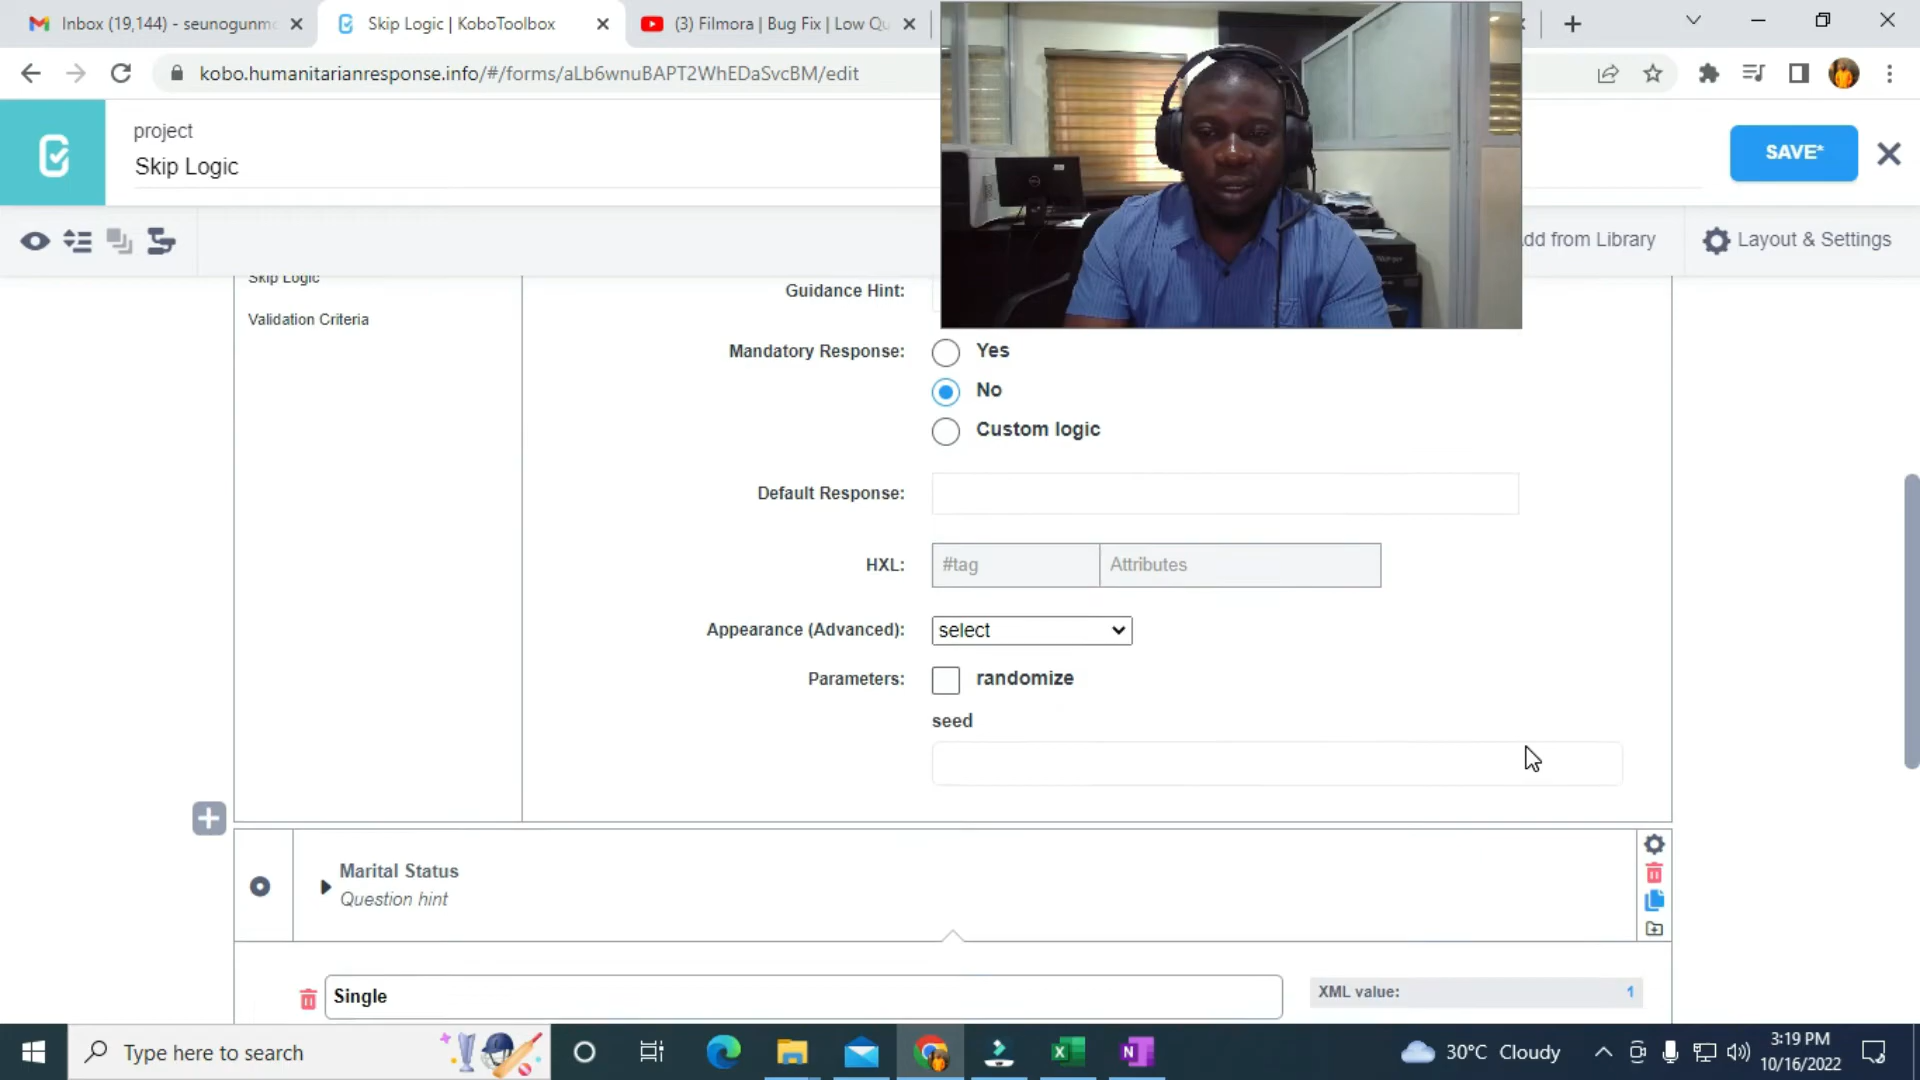 Inbox (19,144) - seunogunmo
Skip Logic | KoboToolbox
(3) Filmora | Bug Fix | Low Qu
kobo.humanitarianresponse.info/#/forms/aLb6wnuBAPT2WhEDaSvcBM/edit
project
Skip Logic
SAVE*
dd from Library
Layout & Settings
Skip Logic
Validation Criteria
Guidance Hint:
Mandatory Response:
Yes
No
Custom logic
Default Response:
HXL:
#tag
Attributes
Appearance (Advanced):
select
Parameters:
randomize
seed
Marital Status
Question hint
Single
XML value:
1
Type here to search
30°C Cloudy
3:19 PM
10/16/2022